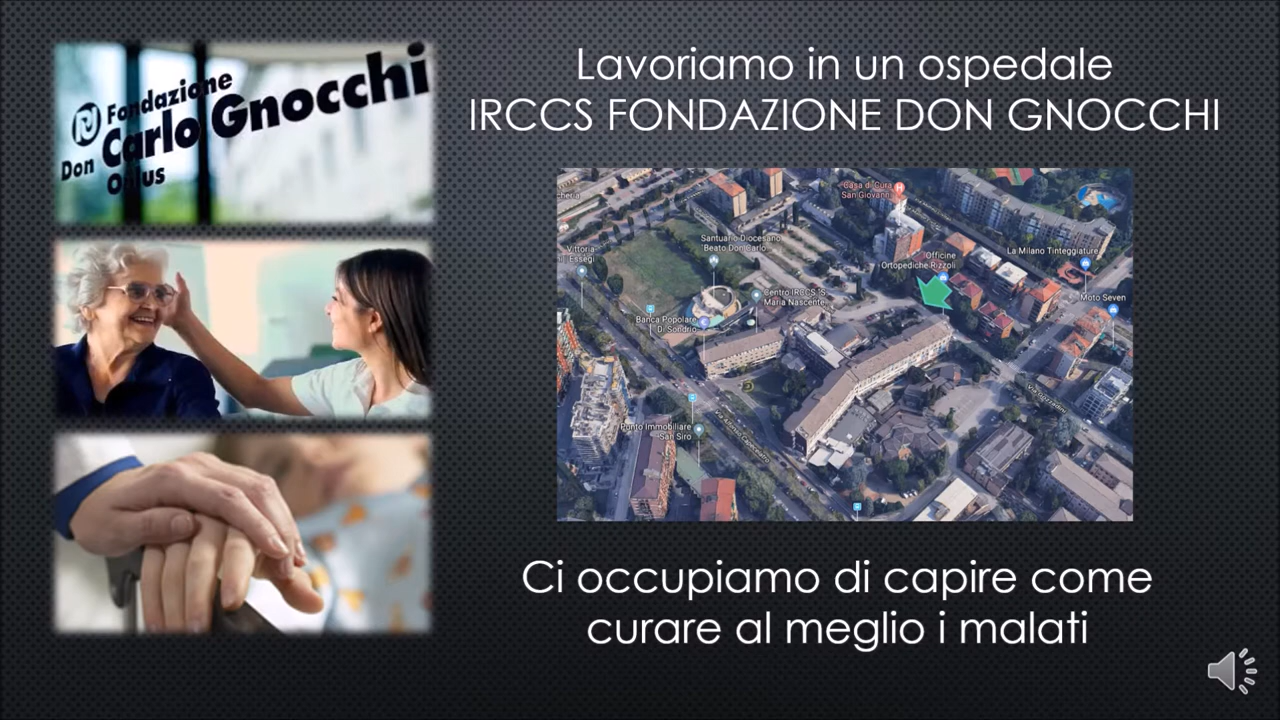 Fondazione
Don Carlo Gnocchi
Onlus
Lavoriamo in un ospedale
IRCCS FONDAZIONE DON GNOCCHI
Casa di Cura
San Giovanni
Vittoria
Santuario Diocesano
"Beato Don Carlo...
Officine
Ortopediche Rizzoli
La Milano Tinteggiature
Centro IRCCS "S.
Maria Nascente
Moto Seven
Banca Popolare
Di Sondrio
Punto Immobiliare
San Siro
Ci occupiamo di capire come
curare al meglio i malati